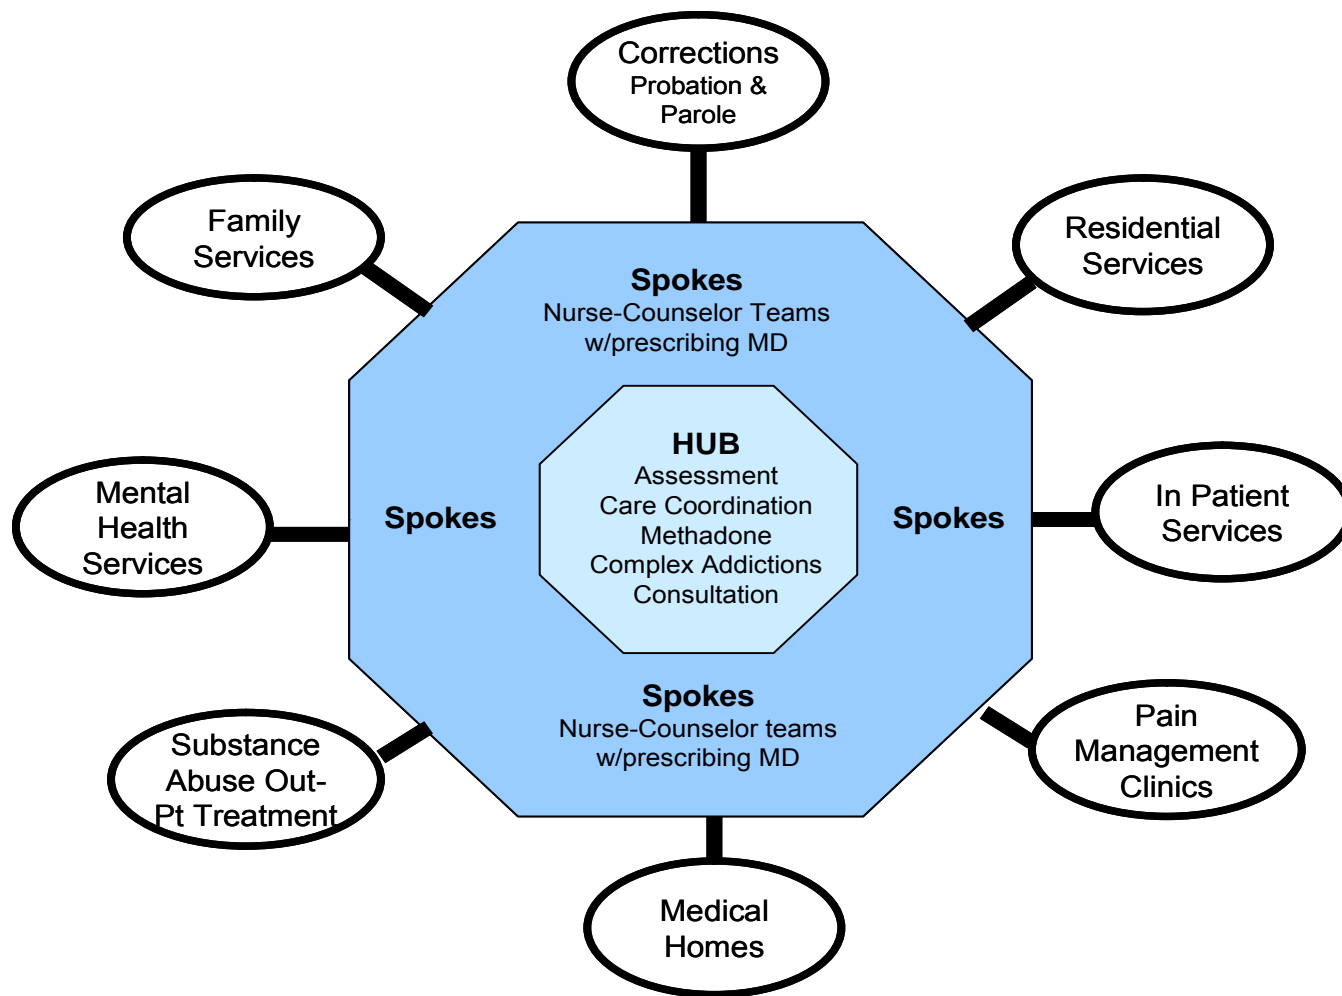 Corrections
Probation &
Parole
Family
Services
Residential
Services
Spokes
Nurse-Counselor Teams
w/prescribing MD
HUB
Assessment
Care Coordination
Methadone
Complex Addictions
Consultation
Mental
Health
Services
Spokes
Spokes
In Patient
Services
Spokes
Nurse-Counselor teams
w/prescribing MD
Substance
Abuse Out-
Pt Treatment
Pain
Management
Clinics
Medical
Homes